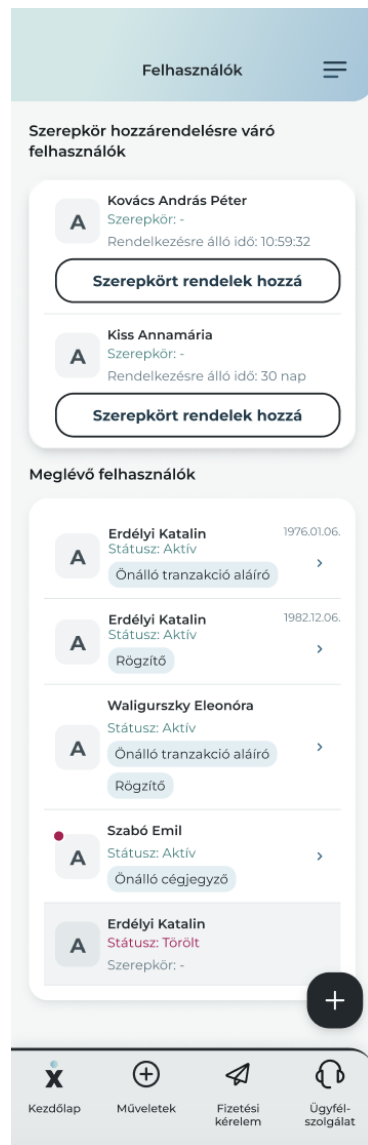 Felhasználók
Szerepkör hozzárendelésre váró
felhasználók
A
Kovács András Péter
Szerepkör: -
Rendelkezésre álló idő: 10:59:32
Szerepkört rendelek hozzá
A
Kiss Annamária
Szerepkör: -
Rendelkezésre álló idő: 30 nap
Szerepkört rendelek hozzá
Meglévő felhasználók
A
Erdélyi Katalin
1976.01.06.
Státusz: Aktív
Önálló tranzakció aláíró
A
Erdélyi Katalin
1982.12.06.
Státusz: Aktív
Rögzítő
A
Waligurszky Eleonóra
Státusz: Aktív
Önálló tranzakció aláíró
Rögzítő
A
Szabó Emil
Státusz: Aktív
Önálló cégjegyző
A
Erdélyi Katalin
Státusz: Törölt
Szerepkör: -
Kezdőlap
Műveletek
Fizetési
kérelem
Ügyfél-
szolgálat